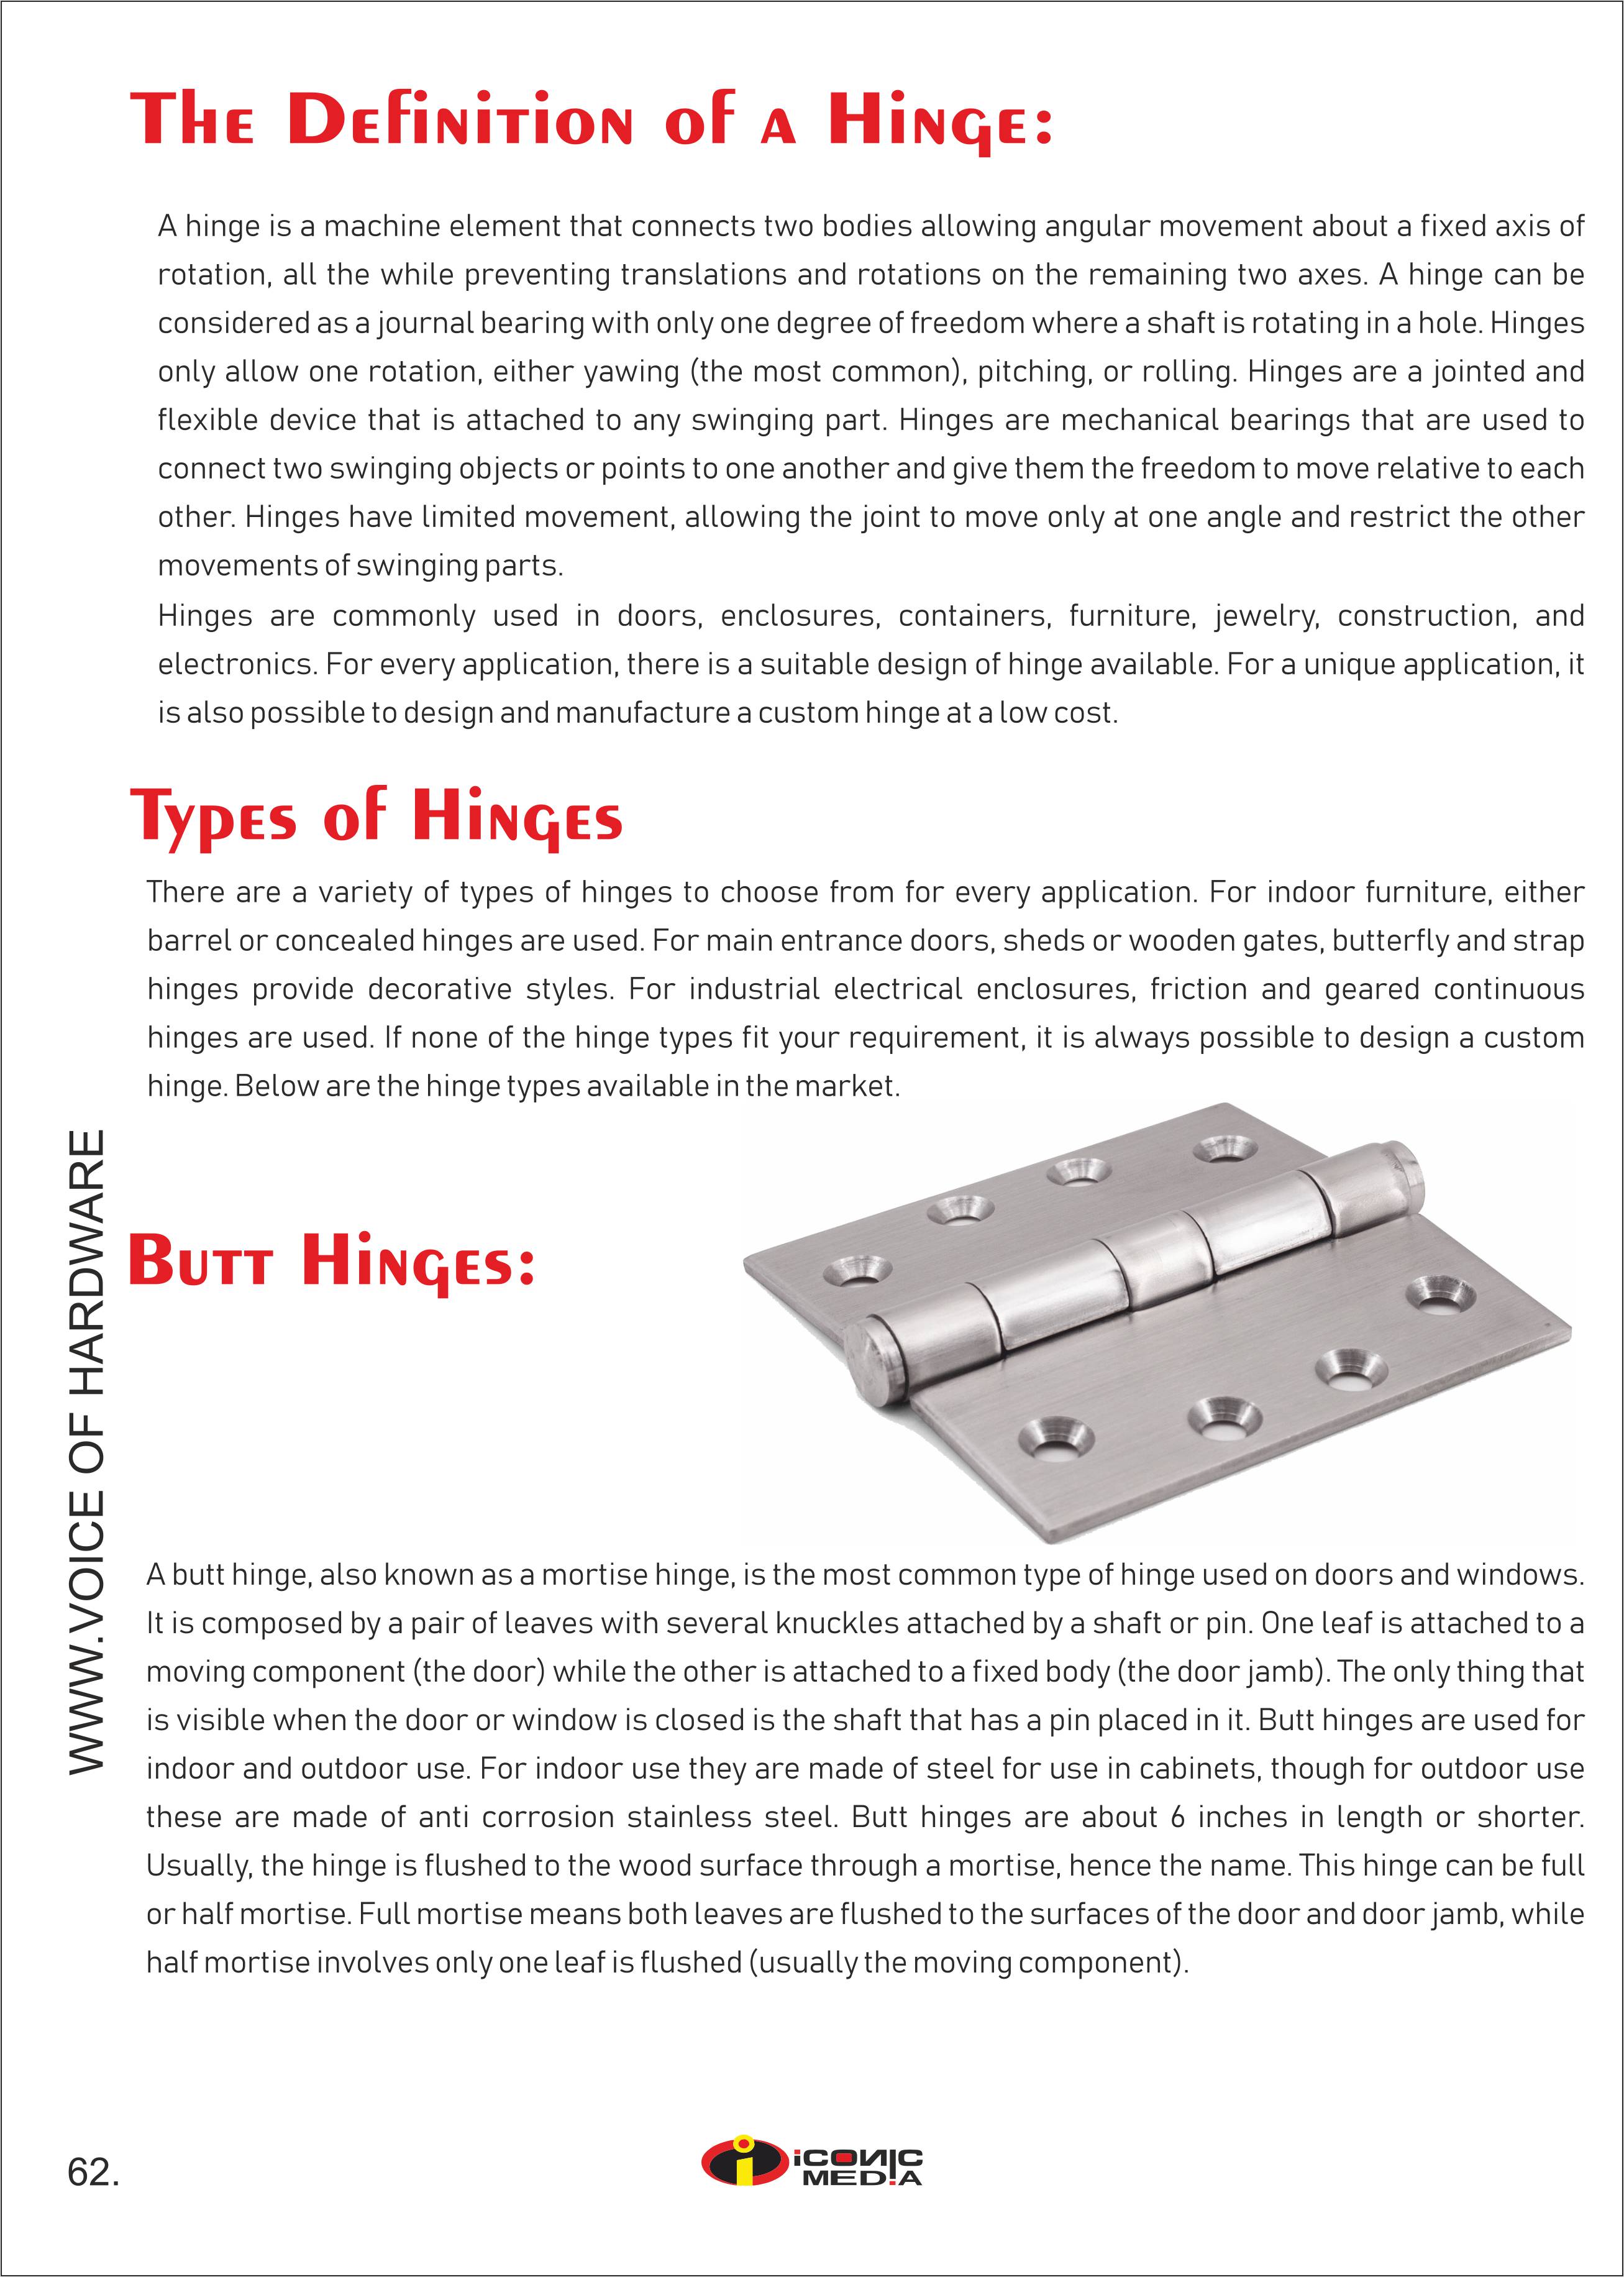 The Definition of a Hinge:
A hinge is a machine element that connects two bodies allowing angular movement about a fixed axis of
rotation, all the while preventing translations and rotations on the remaining two axes. A hinge can be
considered as a journal bearing with only one degree of freedom where a shaft is rotating in a hole. Hinges
only allow one rotation, either yawing (the most common), pitching, or rolling. Hinges are a jointed and
flexible device that is attached to any swinging part. Hinges are mechanical bearings that are used to
connect two swinging objects or points to one another and give them the freedom to move relative to each
other. Hinges have limited movement, allowing the joint to move only at one angle and restrict the other
movements of swinging parts.
Hinges are commonly used in doors, enclosures, containers, furniture, jewelry, construction, and
electronics. For every application, there is a suitable design of hinge available. For a unique application, it
is also possible to design and manufacture a custom hinge at a low cost.
Types of Hinges
There are a variety of types of hinges to choose from for every application. For indoor furniture, either
barrel or concealed hinges are used. For main entrance doors, sheds or wooden gates, butterfly and strap
hinges provide decorative styles. For industrial electrical enclosures, friction and geared continuous
hinges are used. If none of the hinge types fit your requirement, it is always possible to design a custom
hinge. Below are the hinge types available in the market.
Butt Hinges:
A butt hinge, also known as a mortise hinge, is the most common type of hinge used on doors and windows.
It is composed by a pair of leaves with several knuckles attached by a shaft or pin. One leaf is attached to a
moving component (the door) while the other is attached to a fixed body (the door jamb). The only thing that
is visible when the door or window is closed is the shaft that has a pin placed in it. Butt hinges are used for
indoor and outdoor use. For indoor use they are made of steel for use in cabinets, though for outdoor use
these are made of anti corrosion stainless steel. Butt hinges are about 6 inches in length or shorter.
Usually, the hinge is flushed to the wood surface through a mortise, hence the name. This hinge can be full
or half mortise. Full mortise means both leaves are flushed to the surfaces of the door and door jamb, while
half mortise involves only one leaf is flushed (usually the moving component).
WWW.VOICE OF HARDWARE
62.
iCONIC
MEDIA